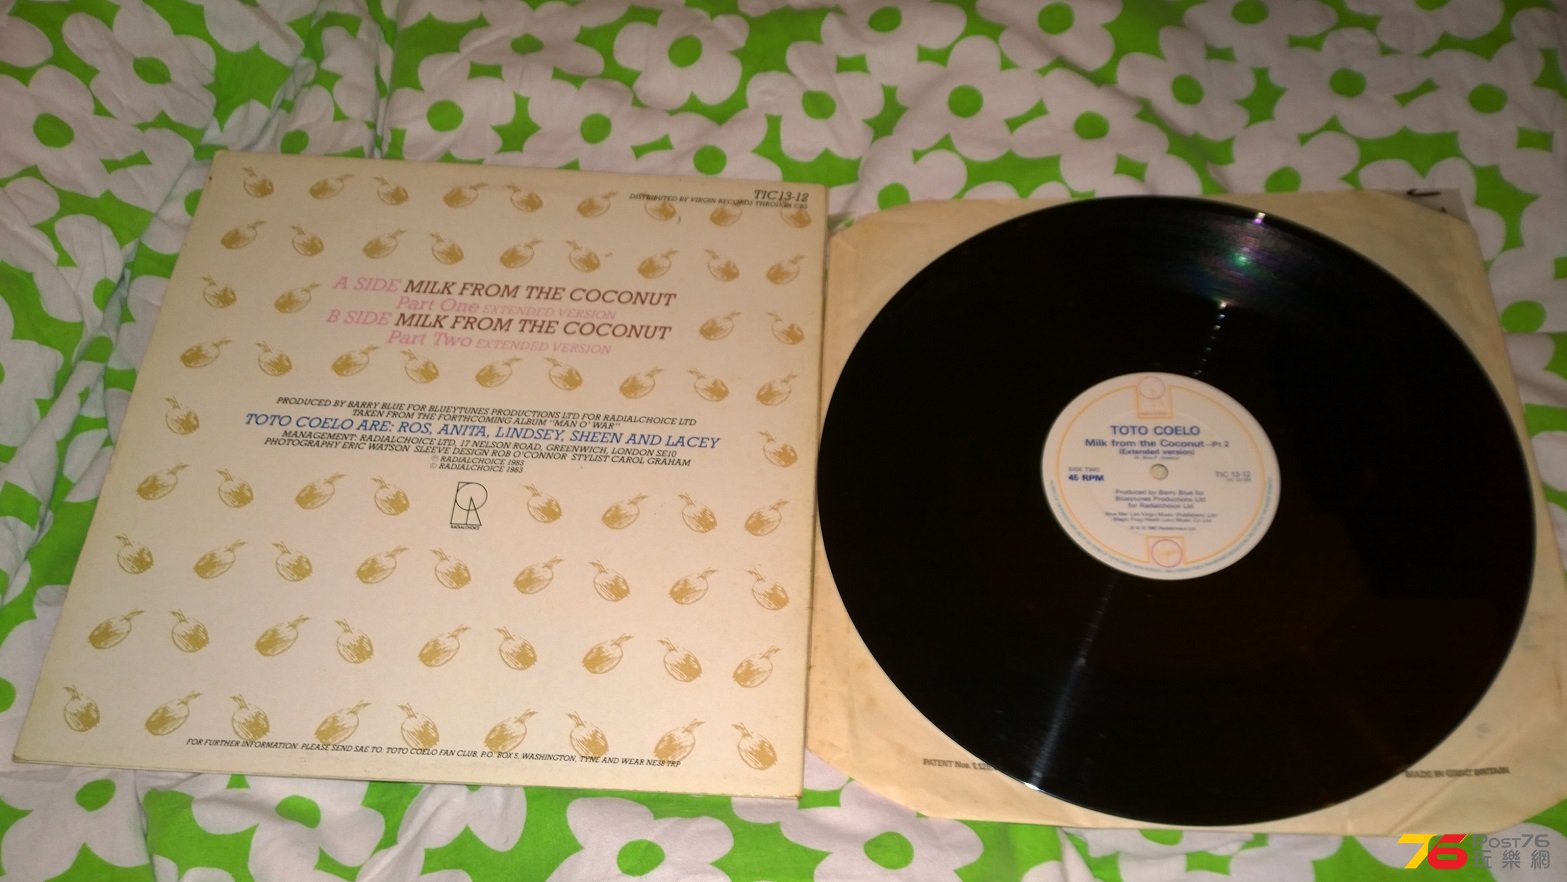 TIC 13-12
DISTRIBUTED BY VIRGIN RECORDS THROUGH CBS
A SIDE MILK FROM THE COCONUT
Part One EXTENDED VERSION
B SIDE MILK FROM THE COCONUT
Part Two EXTENDED VERSION
PRODUCED BY BARRY BLUE FOR BLUEYTUNES PRODUCTIONS LTD FOR RADIALCHOICE LTD
TAKEN FROM THE FORTHCOMING ALBUM "MAN O' WAR"
TOTO COELO ARE: ROS, ANITA, LINDSEY, SHEEN AND LACEY
MANAGEMENT: RADIALCHOICE LTD, 17 NELSON ROAD, GREENWICH, LONDON SE10
PHOTOGRAPHY ERIC WATSON SLEEVE DESIGN ROB O'CONNOR STYLIST CAROL GRAHAM
℗ RADIALCHOICE 1983
© RADIALCHOICE 1983
RADIALCHOICE
FOR FURTHER INFORMATION: PLEASE SEND SAE TO: TOTO COELO FAN CLUB, P.O. BOX 5, WASHINGTON, TYNE AND WEAR NE38 7RP
TOTO COELO
Milk from the Coconut—Pt. 2
(Extended version)
SIDE TWO
45 RPM
TIC 13-12
Produced by Barry Blue for
Blueytunes Productions Ltd
for Radialchoice Ltd
PATENT Nos.
MADE IN GREAT BRITAIN
76 POST76
玩樂網